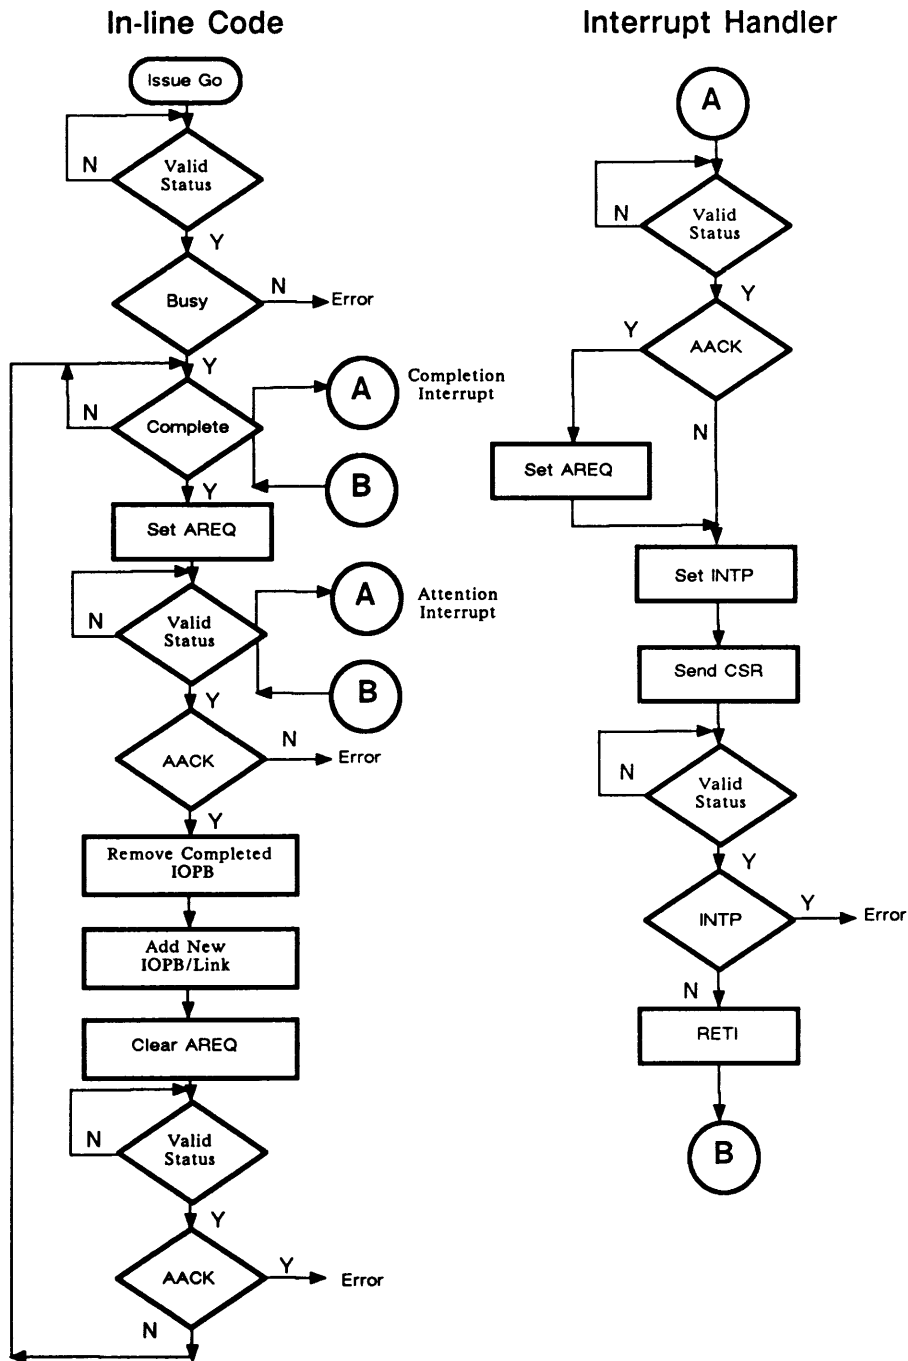 In-line Code
Issue Go
N
Valid
Status
Y
Busy
N
Error
Y
N
Complete
A
Completion
Interrupt
B
Y
Set AREQ
N
Valid
Status
A
Attention
Interrupt
B
Y
AACK
N
Error
Y
Remove Completed
IOPB
Add New
IOPB/Link
Clear AREQ
N
Valid
Status
Y
AACK
Y
Error
N
Interrupt Handler
A
N
Valid
Status
Y
Y
AACK
N
Set AREQ
Set INTP
Send CSR
N
Valid
Status
Y
INTP
Y
Error
N
RETI
B